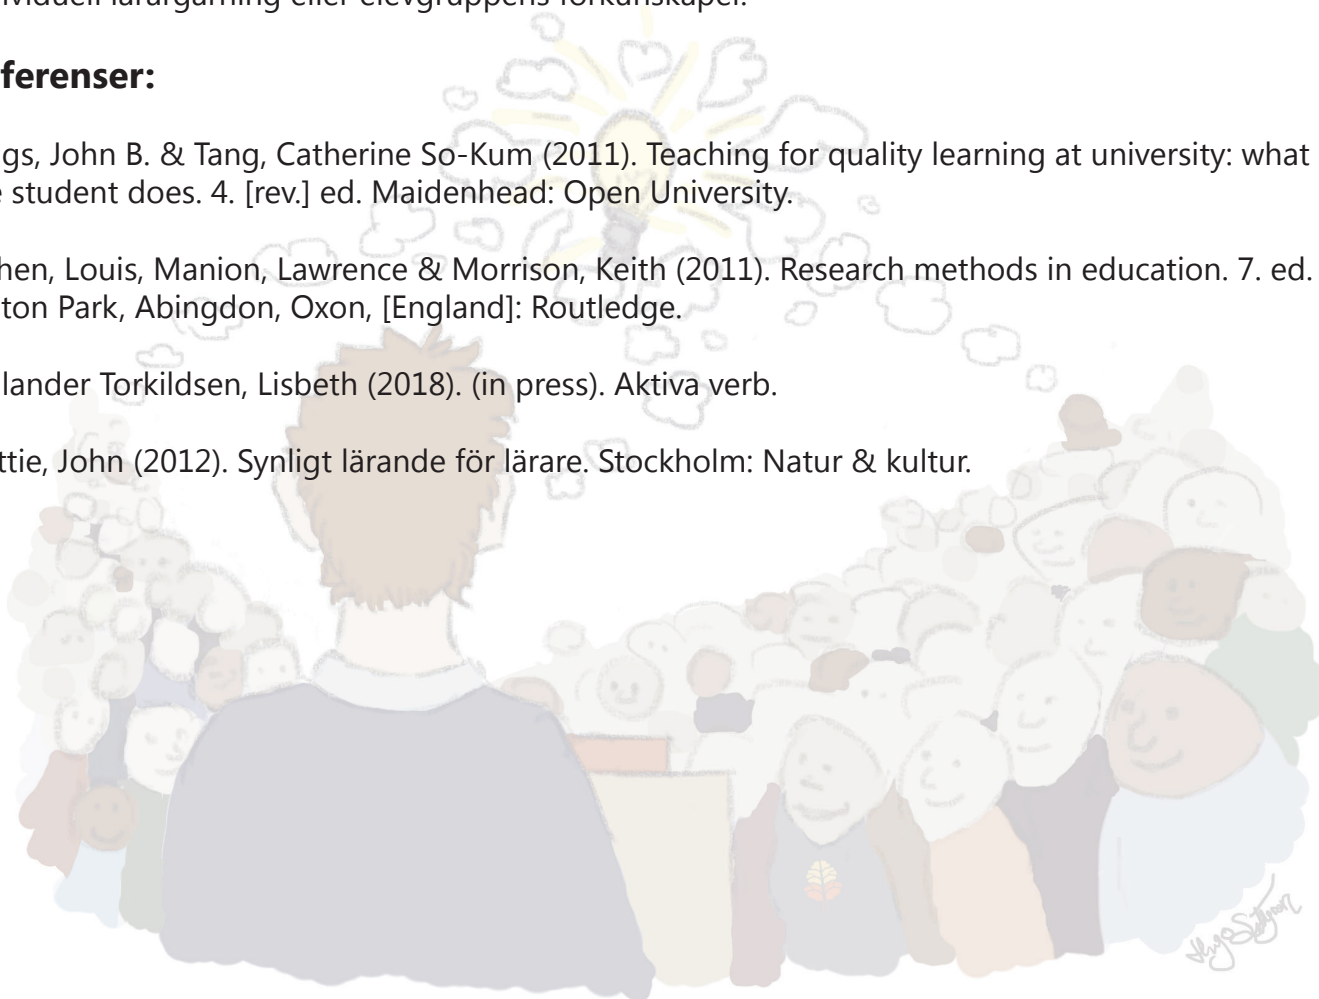 viduell lärargärning eller elevgruppens förkunskaper.
ferenser:
gs, John B. & Tang, Catherine So-Kum (2011). Teaching for quality learning at university: what
e student does. 4. [rev.] ed. Maidenhead: Open University.
hen, Louis, Manion, Lawrence & Morrison, Keith (2011). Research methods in education. 7. ed.
ton Park, Abingdon, Oxon, [England]: Routledge.
lander Torkildsen, Lisbeth (2018). (in press). Aktiva verb.
ttie, John (2012). Synligt lärande för lärare. Stockholm: Natur & kultur.